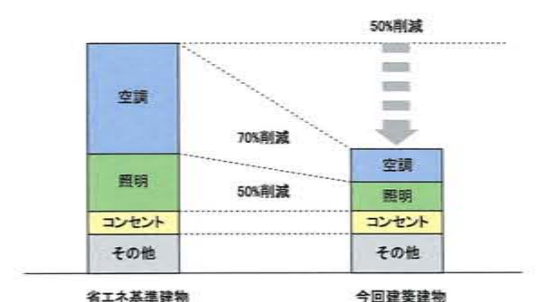 50%削減
空調
70%削減
空調
照明
50%削減
照明
コンセント
コンセント
その他
その他
省エネ基準建物
今回建築建物